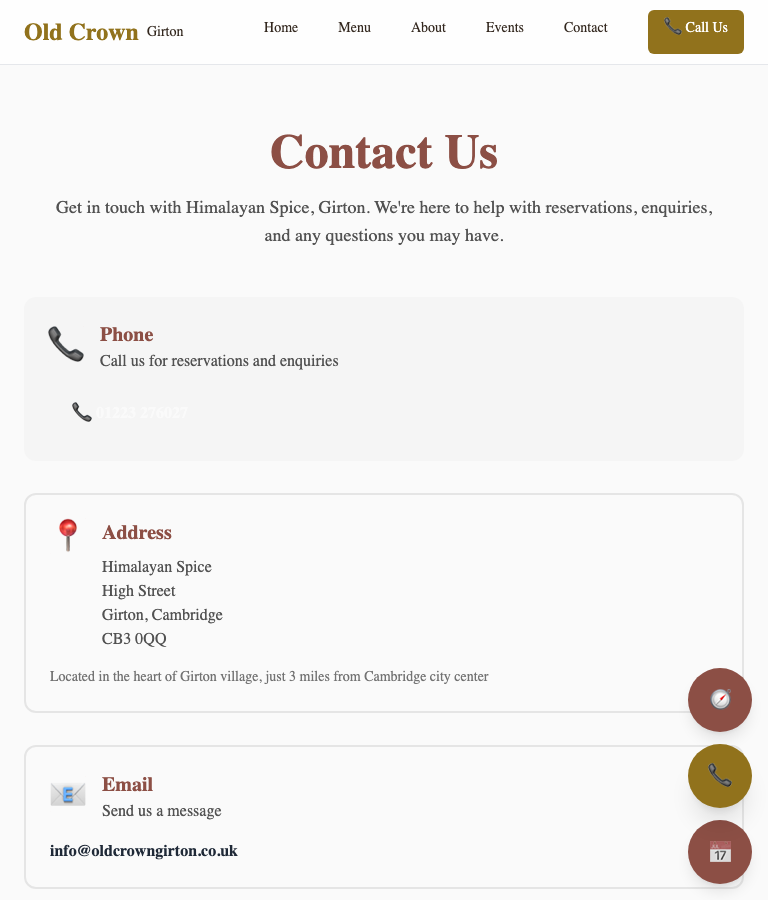 Old Crown Girton
Home Menu About Events Contact 📞 Call Us
Contact Us
Get in touch with Himalayan Spice, Girton. We're here to help with reservations, enquiries,
and any questions you may have.
Phone
Call us for reservations and enquiries
01223 276027
Address
Himalayan Spice
High Street
Girton, Cambridge
CB3 0QQ
Located in the heart of Girton village, just 3 miles from Cambridge city center
Email
Send us a message
info@oldcrowngirton.co.uk
17